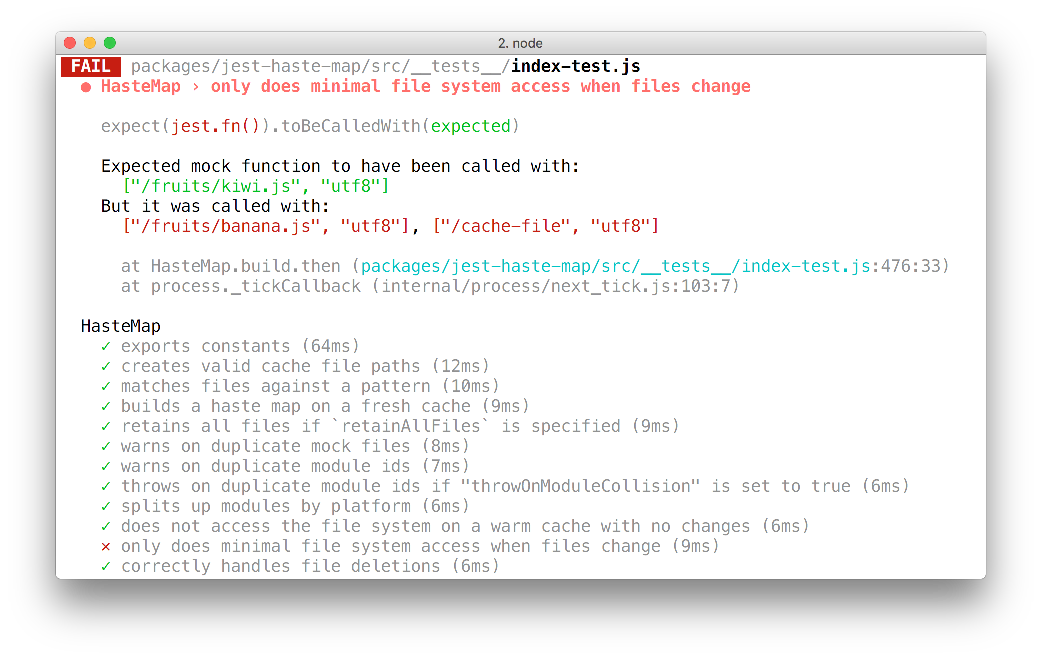 2. node
FAIL packages/jest-haste-map/src/__tests__/index-test.js
● HasteMap › only does minimal file system access when files change
expect(jest.fn()).toBeCalledWith(expected)
Expected mock function to have been called with:
["/fruits/kiwi.js", "utf8"]
But it was called with:
["/fruits/banana.js", "utf8"], ["/cache-file", "utf8"]
at HasteMap.build.then (packages/jest-haste-map/src/__tests__/index-test.js:476:33)
at process._tickCallback (internal/process/next_tick.js:103:7)
HasteMap
✓ exports constants (64ms)
✓ creates valid cache file paths (12ms)
✓ matches files against a pattern (10ms)
✓ builds a haste map on a fresh cache (9ms)
✓ retains all files if `retainAllFiles` is specified (9ms)
✓ warns on duplicate mock files (8ms)
✓ warns on duplicate module ids (7ms)
✓ throws on duplicate module ids if "throwOnModuleCollision" is set to true (6ms)
✓ splits up modules by platform (6ms)
✓ does not access the file system on a warm cache with no changes (6ms)
✕ only does minimal file system access when files change (9ms)
✓ correctly handles file deletions (6ms)